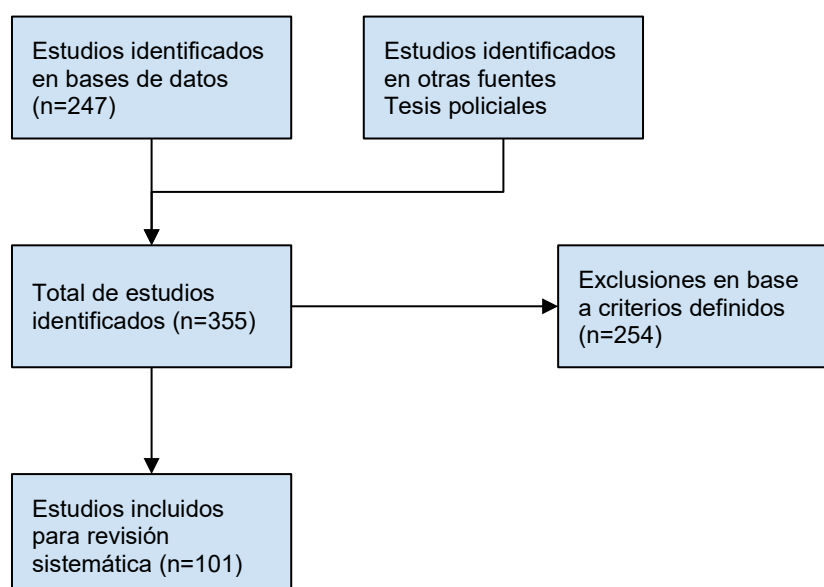 Estudios identificados
en bases de datos
(n=247)
Estudios identificados
en otras fuentes
Tesis policiales
Total de estudios
identificados (n=355)
Exclusiones en base
a criterios definidos
(n=254)
Estudios incluidos
para revisión
sistemática (n=101)